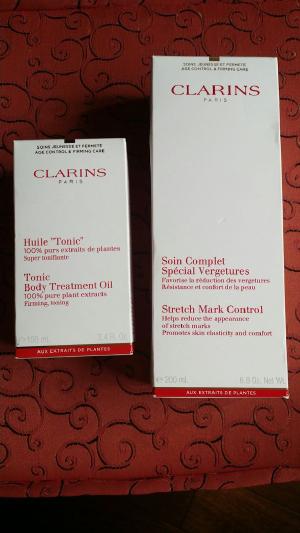 SOINS JEUNESSE ET FERMETÉ
AGE CONTROL & FIRMING CARE
CLARINS
PARIS
Huile "Tonic"
100% purs extraits de plantes
Super tonifiante
Tonic
Body Treatment Oil
100% pure plant extracts
Firming, toning
3.4 Fl. Oz.
AUX EXTRAITS DE PLANTES
SOINS JEUNESSE ET FERMETÉ
AGE CONTROL & FIRMING CARE
CLARINS
PARIS
Soin Complet
Spécial Vergetures
Favorise la réduction des vergetures
Résistance et confort de la peau
Stretch Mark Control
Helps reduce the appearance
of stretch marks
Promotes skin elasticity and comfort
e 200 mL 6.8 Oz. Net Wt.
AUX EXTRAITS DE PLANTES